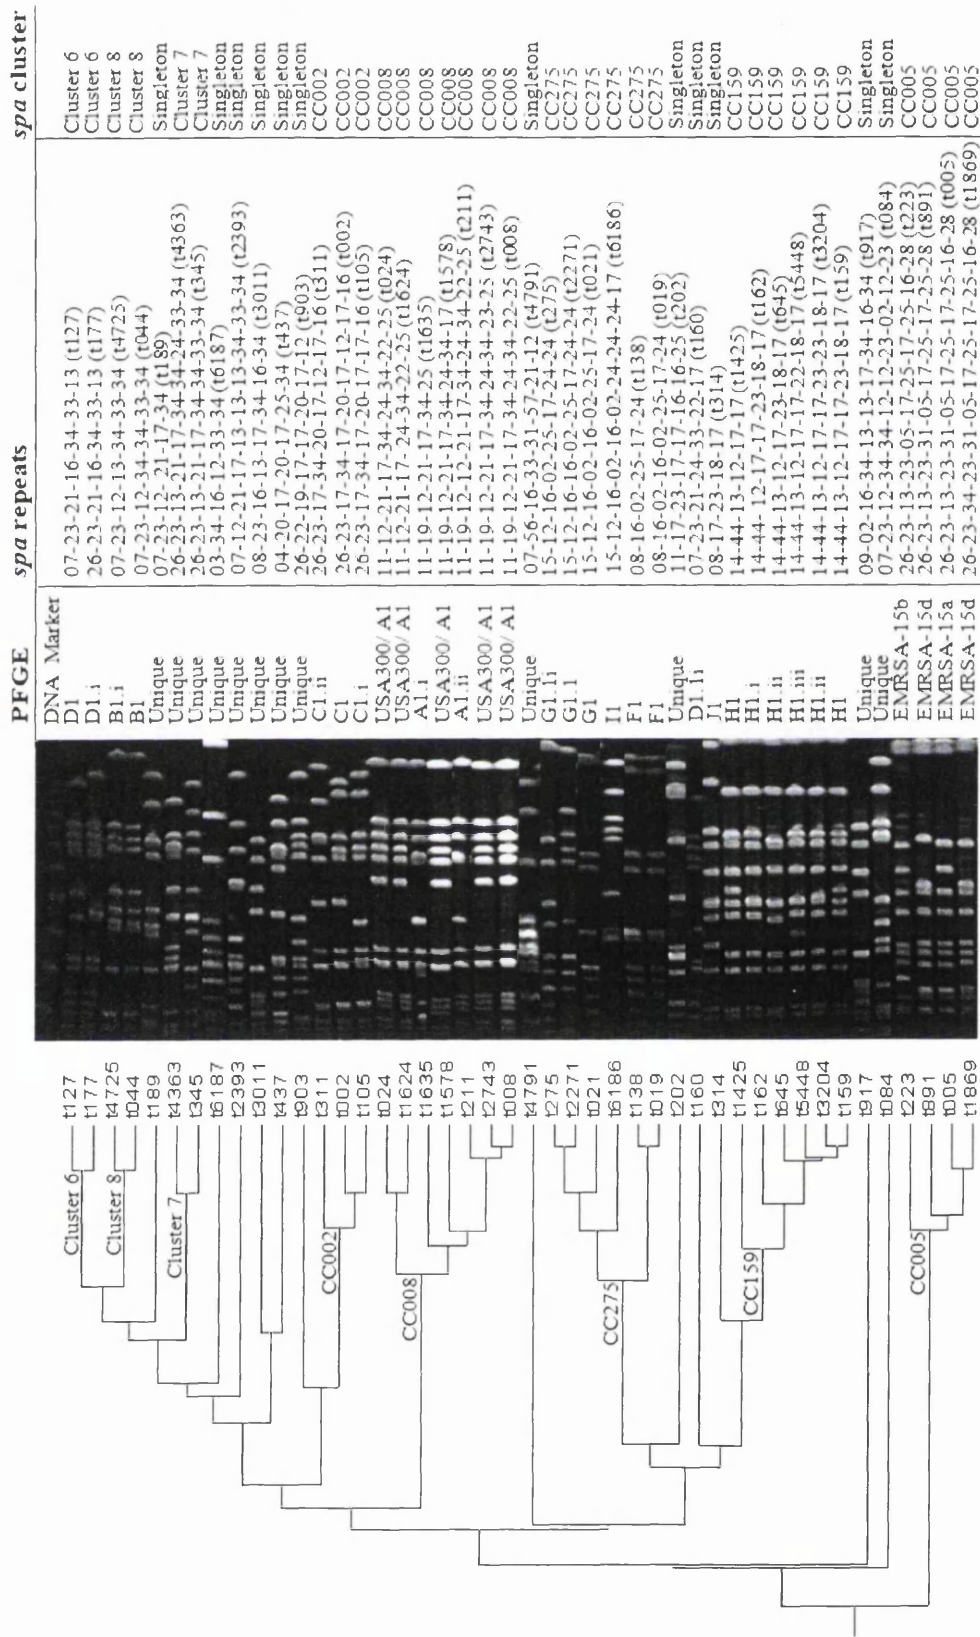 PFGE spa repeats spa cluster
DNA Marker
Cluster 6
t127 D1 07-23-21-16-34-33-13 (t127) Cluster 6
t177 D1.i 26-23-21-16-34-33-13 (t177) Cluster 6
Cluster 8
t4725 B1.i 07-23-12-13-34-33-34 (t4725) Cluster 8
t044 B1 07-23-12-34-34-33-34 (t044) Cluster 8
t189 Unique 07-23-12-21-17-34 (t189) Singleton
Cluster 7
t4363 Unique 26-23-13-21-17-34-34-24-33-34 (t4363) Cluster 7
t345 Unique 26-23-13-21-17-34-34-33-34 (t345) Cluster 7
t6187 Unique 03-34-16-12-33-34 (t6187) Singleton
t2393 Unique 07-12-21-17-13-13-13-34-33-34 (t2393) Singleton
t3011 Unique 08-23-16-13-17-34-16-34 (t3011) Singleton
t437 Unique 04-20-17-20-17-25-34 (t437) Singleton
t903 Unique 26-22-19-17-17-20-17-12 (t903) Singleton
t311 C1.ii 26-23-17-34-20-17-12-17-16 (t311) CC002
CC002
t002 C1 26-23-17-34-17-20-17-12-17-16 (t002) CC002
t105 C1.i 26-23-17-34-17-20-17-17-16 (t105) CC002
t024 USA300/A1 11-12-21-17-34-24-34-22-25 (t024) CC008
t1624 USA300/A1 11-12-21-17-24-34-22-25 (t1624) CC008
CC008
t1635 A1.i 11-19-12-21-17-34-25 (t1635) CC008
t1578 USA300/A1 11-19-12-21-17-34-24-34-17 (t1578) CC008
t211 A1.ii 11-19-12-12-21-17-34-24-34-22-25 (t211) CC008
t2743 USA300/A1 11-19-12-21-17-34-24-34-23-25 (t2743) CC008
t008 USA300/A1 11-19-12-21-17-34-24-34-22-25 (t008) CC008
t4791 Unique 07-56-16-33-31-57-21-12 (t4791) Singleton
t275 G1.1i 15-12-16-02-25-17-24-24 (t275) CC275
t2271 G1.1 15-12-16-16-02-25-17-24-24 (t2271) CC275
t021 G1 15-12-16-02-16-02-25-17-24 (t021) CC275
CC275
t6186 I1 15-12-16-02-16-02-24-24-17 (t6186) CC275
t138 F1 08-16-02-25-17-24 (t138) CC275
t019 F1 08-16-02-16-02-25-17-24 (t019) CC275
t202 Unique 11-17-23-17-17-16-16-25 (t202) Singleton
t160 D1.1i 07-23-21-24-33-22-17 (t160) Singleton
t314 J1 08-17-23-18-17 (t314) Singleton
t1425 H1 14-44-13-12-17-17 (t1425) CC159
CC159
t162 H1.i 14-44-12-17-17-23-18-17 (t162) CC159
t645 H1.ii 14-44-13-12-17-23-18-17 (t645) CC159
t5448 H1.iii 14-44-13-12-17-17-22-18-17 (t5448) CC159
t3204 H1.ii 14-44-13-12-17-23-23-18-17 (t3204) CC159
t159 H1 14-44-13-12-17-17-23-18-17 (t159) CC159
t917 Unique 09-02-16-34-13-13-17-34-16-34 (t917) Singleton
t084 Unique 07-23-12-34-34-12-12-23-02-12-23 (t084) Singleton
t223 EMRSA-15b 26-23-13-23-05-17-25-17-25-16-28 (t223) CC005
CC005
t891 EMRSA-15d 26-23-13-23-31-05-17-25-17-25-28 (t891) CC005
t005 EMRSA-15a 26-23-13-23-31-05-17-25-17-25-16-28 (t005) CC005
t1869 EMRSA-15d 26-23-34-23-31-05-17-25-17-25-16-28 (t1869) CC005